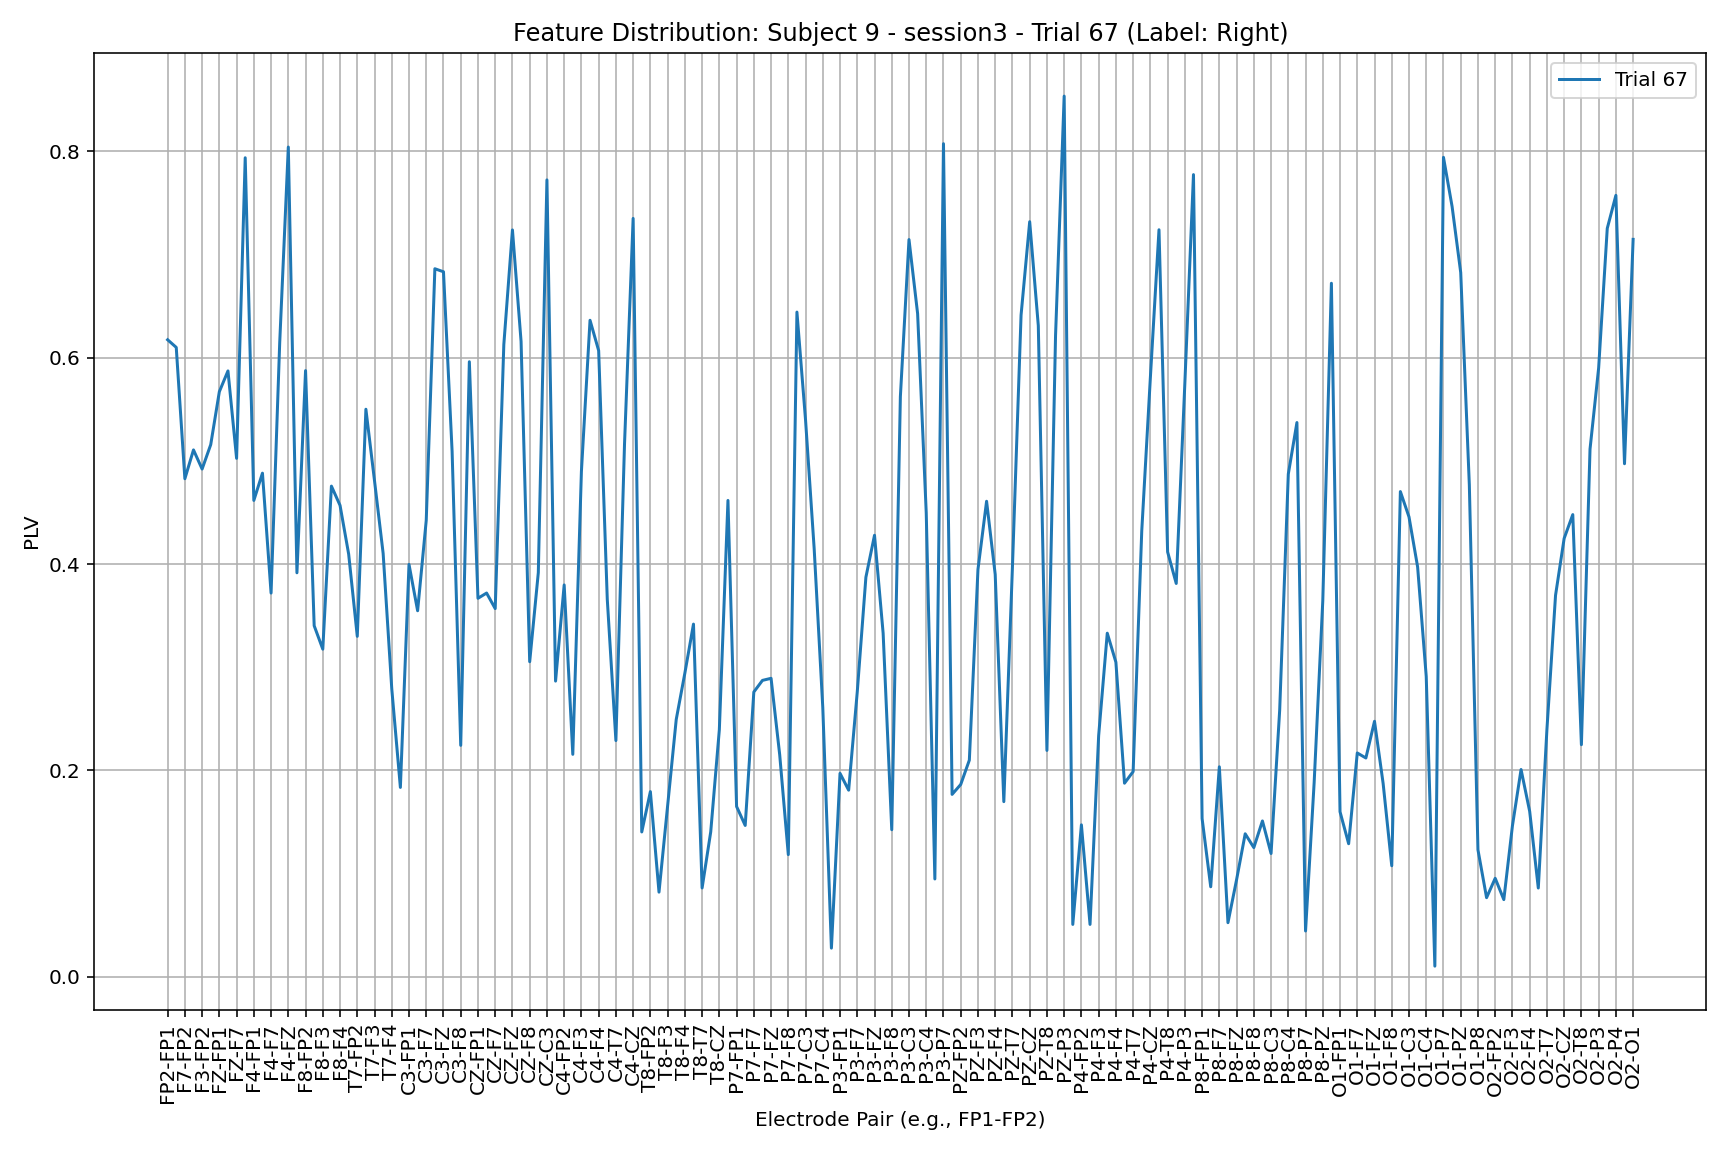 Feature Distribution: Subject 9 - session3 - Trial 67 (Label: Right)
Trial 67
PLV
0.8
0.6
0.4
0.2
0.0
FP2-FP1
F7-FP2
F3-FP2
FZ-FP1
FZ-F7
F4-FP1
F4-F7
F4-FZ
F8-FP2
F8-F3
F8-F4
T7-FP2
T7-F3
T7-F4
C3-FP1
C3-F7
C3-FZ
C3-F8
CZ-FP1
CZ-F7
CZ-FZ
CZ-F8
CZ-C3
C4-FP2
C4-F3
C4-F4
C4-T7
C4-CZ
T8-FP2
T8-F3
T8-F4
T8-T7
T8-CZ
P7-FP1
P7-F7
P7-FZ
P7-F8
P7-C3
P7-C4
P3-FP1
P3-F7
P3-FZ
P3-F8
P3-C3
P3-C4
P3-P7
PZ-FP2
PZ-F3
PZ-F4
PZ-T7
PZ-CZ
PZ-T8
PZ-P3
P4-FP2
P4-F3
P4-F4
P4-T7
P4-CZ
P4-T8
P4-P3
P8-FP1
P8-F7
P8-FZ
P8-F8
P8-C3
P8-C4
P8-P7
P8-PZ
O1-FP1
O1-F7
O1-FZ
O1-F8
O1-C3
O1-C4
O1-P7
O1-PZ
O1-P8
O2-FP2
O2-F3
O2-F4
O2-T7
O2-CZ
O2-T8
O2-P3
O2-P4
O2-O1
Electrode Pair (e.g., FP1-FP2)